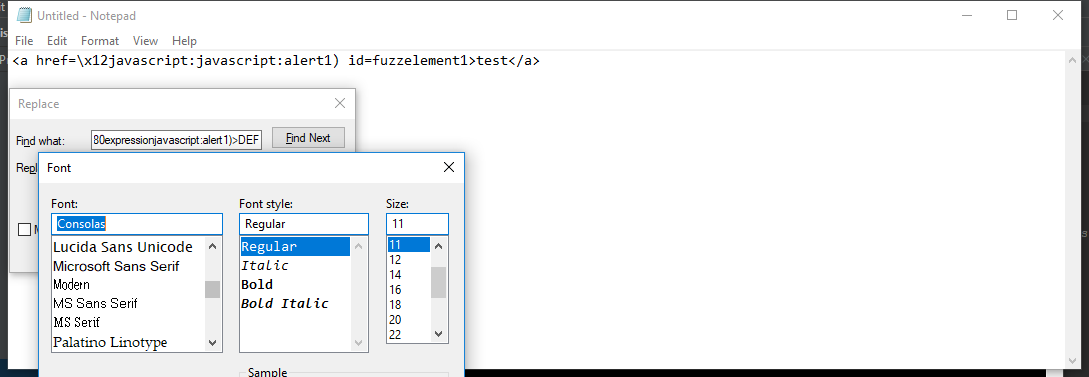 Untitled - Notepad
File Edit Format View Help
<a href=\x12javascript:javascript:alert1) id=fuzzelement1>test</a>
Replace
Find what: 80expressionjavascript:alert1)>DEF Find Next
Repl
Font
Font: Font style: Size:
Consolas Regular 11
Lucida Sans Unicode Regular 11
Microsoft Sans Serif Italic 12
Modern Bold 14
MS Sans Serif Bold Italic 16
MS Serif 18
Palatino Linotype 20
22
Sample